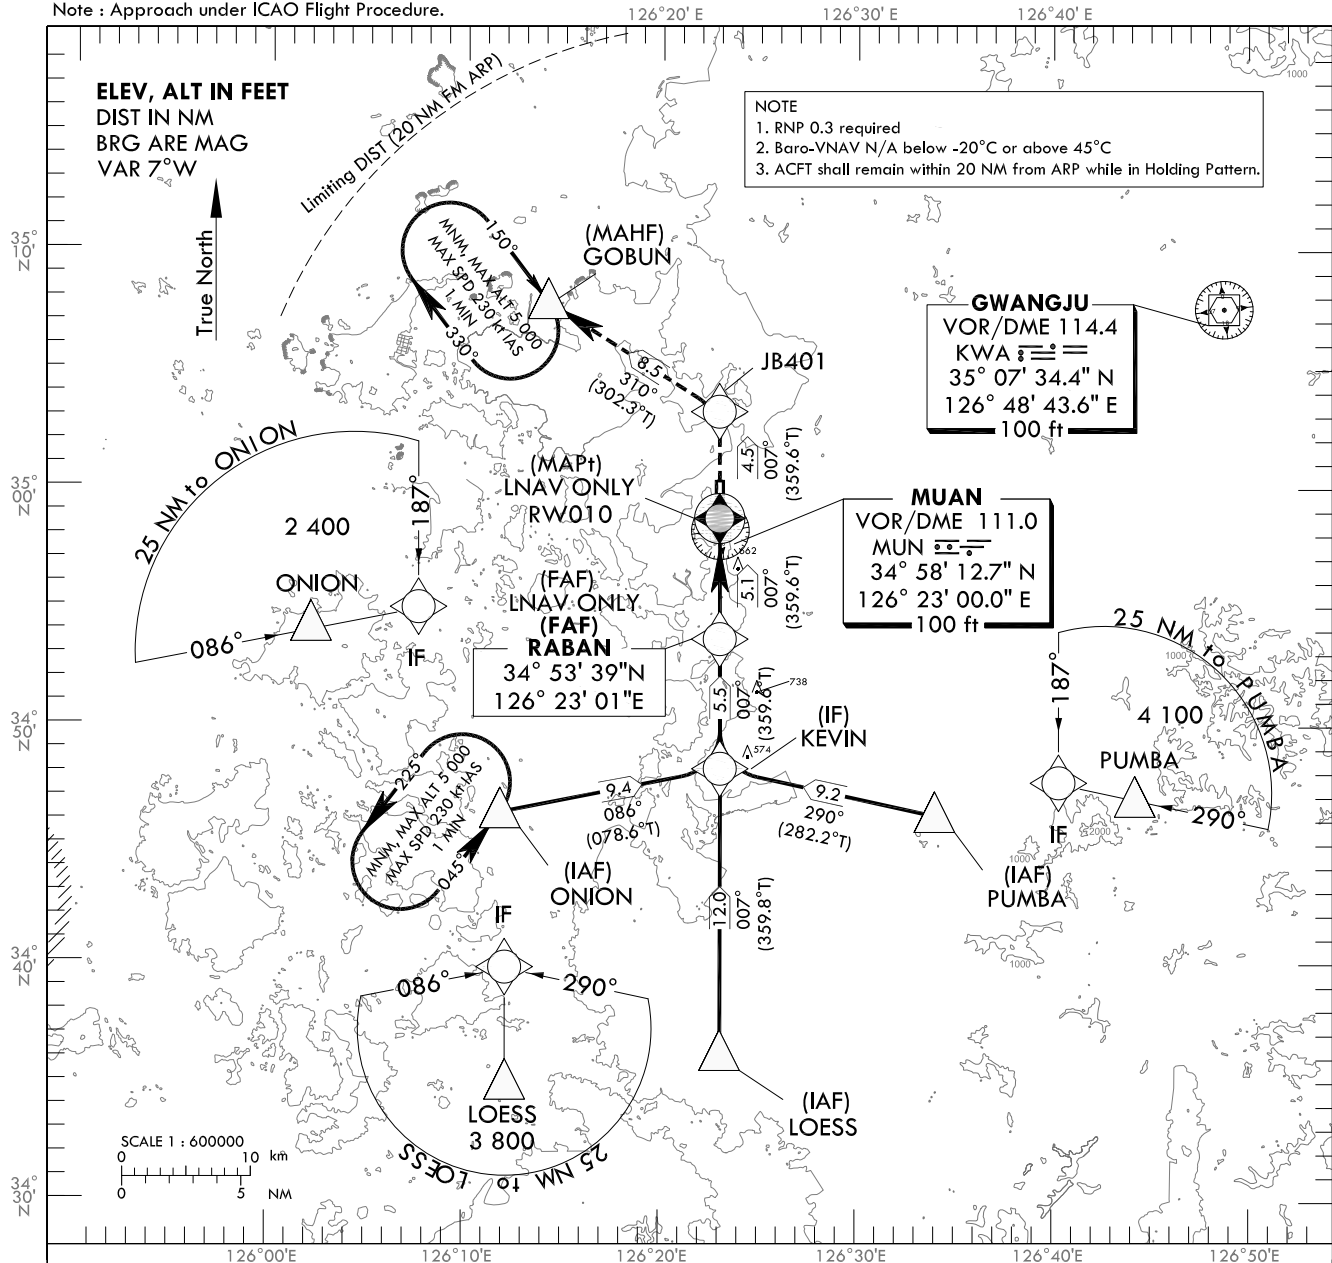 Note : Approach under ICAO Flight Procedure.
126°20' E
126°30' E
126°40' E
1000
ELEV, ALT IN FEET
DIST IN NM
BRG ARE MAG
VAR 7°W
True North
Limiting DIST (20 NM FM ARP)
NOTE
1. RNP 0.3 required
2. Baro-VNAV N/A below -20°C or above 45°C
3. ACFT shall remain within 20 NM from ARP while in Holding Pattern.
35°
10'
N
150°
MNM, MAX ALT 5 000
MAX SPD 230 kt IAS
1 MIN
330°
(MAHF)
GOBUN
8.5
310°
(302.3°T)
JB401
GWANGJU
VOR/DME 114.4
KWA
35° 07' 34.4" N
126° 48' 43.6" E
100 ft
4.5
007°
(359.6°T)
35°
00'
N
25 NM to ONION
187°
2 400
ONION
086°
IF
(MAPt)
LNAV ONLY
RW010
MUAN
VOR/DME 111.0
MUN
34° 58' 12.7" N
126° 23' 00.0" E
100 ft
862
5.1
007°
(359.6°T)
(FAF)
LNAV ONLY
(FAF)
RABAN
34° 53' 39"N
126° 23' 01"E
738
5.5
007°
(359.6°T)
574
(IF)
KEVIN
25 NM to PUMBA
1000
1000
187°
4 100
PUMBA
290°
IF
2000
1000
34°
50'
N
225°
MNM, MAX ALT 5 000
MAX SPD 230 kt IAS
1 MIN
045°
9.4
086°
(078.6°T)
9.2
290°
(282.2°T)
(IAF)
ONION
(IAF)
PUMBA
12.0
007°
(359.8°T)
1000
34°
40'
N
IF
086°
290°
LOESS
3 800
25 NM to LOESS
(IAF)
LOESS
SCALE 1 : 600000
0 10 km
0 5 NM
34°
30'
N
126°00'E
126°10'E
126°20'E
126°30'E
126°40'E
126°50'E